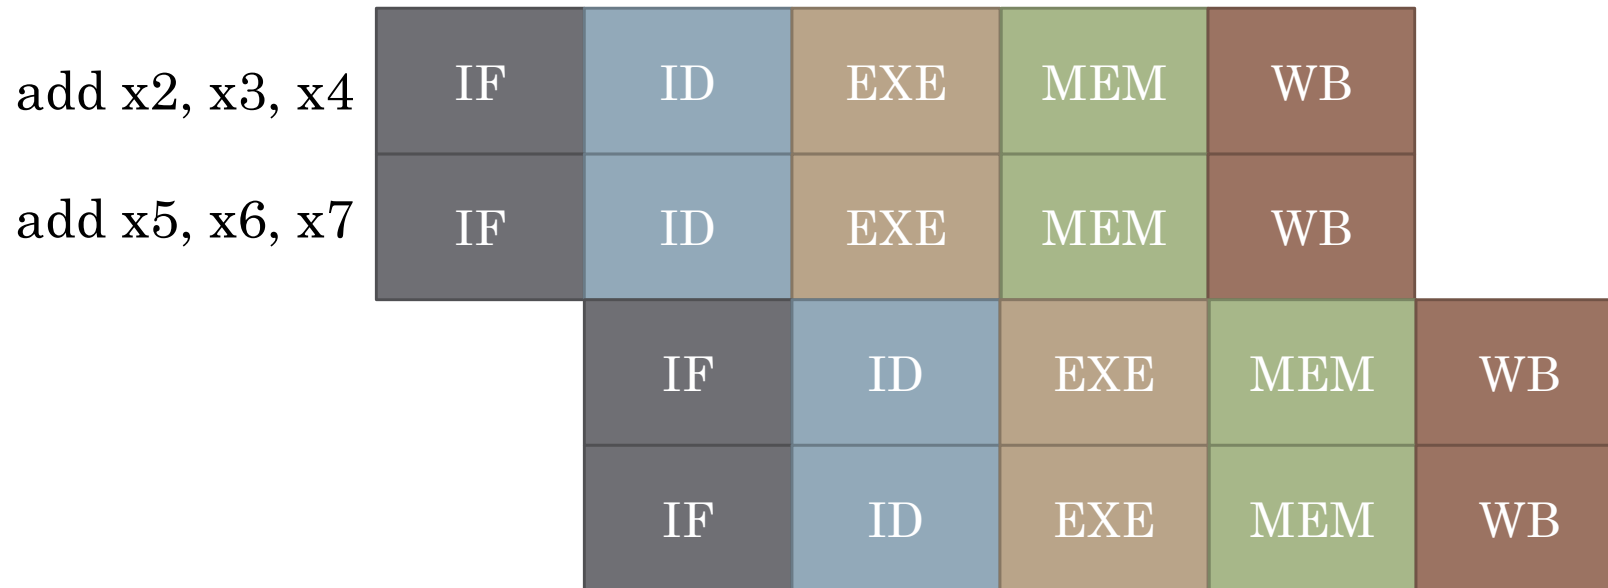 add x2, x3, x4 IF ID EXE MEM WB
add x5, x6, x7 IF ID EXE MEM WB
IF ID EXE MEM WB
IF ID EXE MEM WB